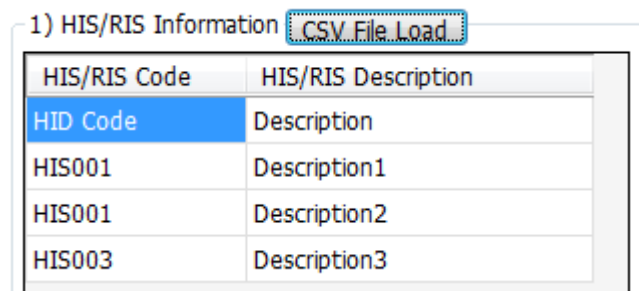 1) HIS/RIS Information CSV File Load
HIS/RIS Code HIS/RIS Description
HID Code Description
HIS001 Description1
HIS001 Description2
HIS003 Description3